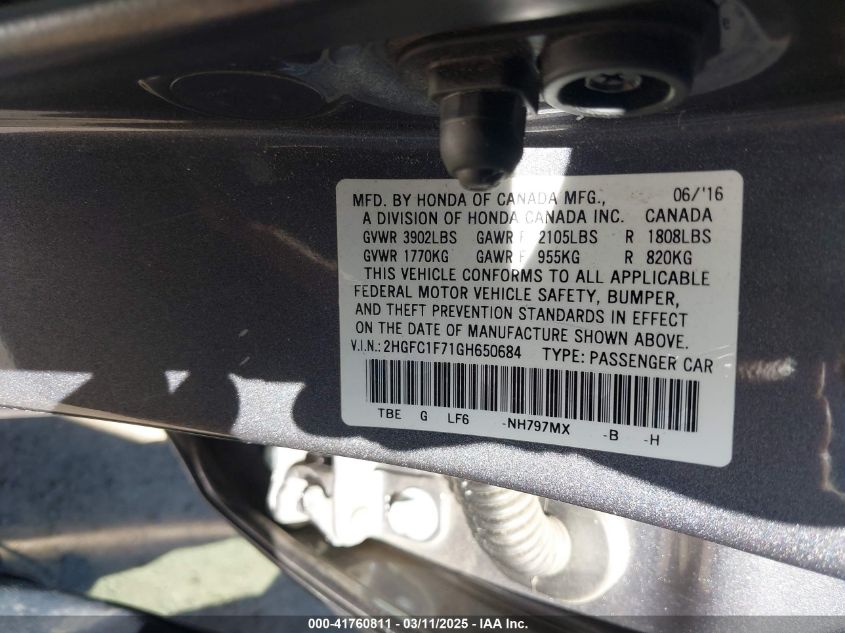 MFD. BY HONDA OF CANADA MFG., 06/'16
A DIVISION OF HONDA CANADA INC. CANADA
GVWR 3902LBS GAWR F 2105LBS R 1808LBS
GVWR 1770KG GAWR F 955KG R 820KG
THIS VEHICLE CONFORMS TO ALL APPLICABLE
FEDERAL MOTOR VEHICLE SAFETY, BUMPER,
AND THEFT PREVENTION STANDARDS IN EFFECT
ON THE DATE OF MANUFACTURE SHOWN ABOVE.
V.I.N.: 2HGFC1F71GH650684 TYPE: PASSENGER CAR
TBE G LF6 -NH797MX -B -H
000-41760811 - 03/11/2025 - IAA Inc.